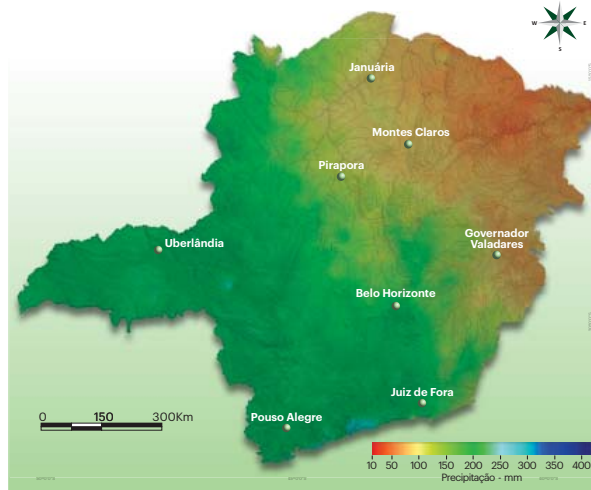 W E
S
Januária
Montes Claros
Pirapora
Governador
Valadares
Uberlândia
Belo Horizonte
Juiz de Fora
Pouso Alegre
0 150 300Km
10 50 100 150 200 250 300 350 400
Precipitação - mm